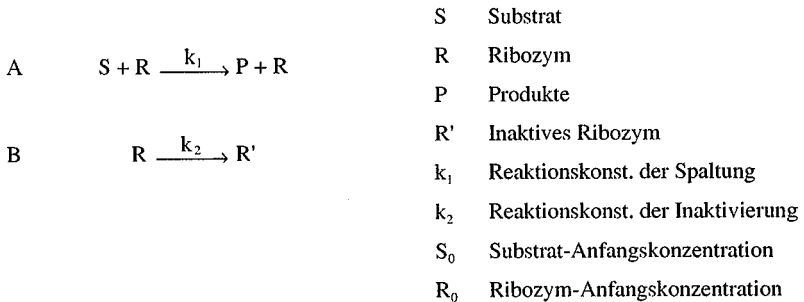 A S + R k₁ → P + R
B R k₂ → R'
S Substrat
R Ribozym
P Produkte
R' Inaktives Ribozym
k₁ Reaktionskonst. der Spaltung
k₂ Reaktionskonst. der Inaktivierung
S₀ Substrat-Anfangskonzentration
R₀ Ribozym-Anfangskonzentration